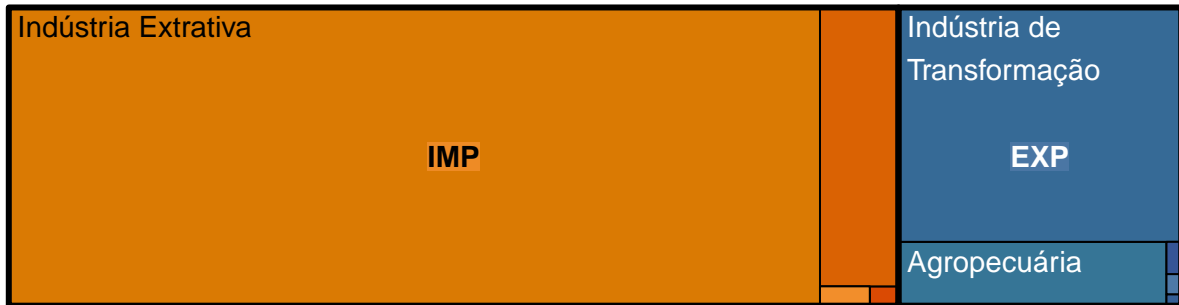 Indústria Extrativa
IMP
Indústria de
Transformação
EXP
Agropecuária